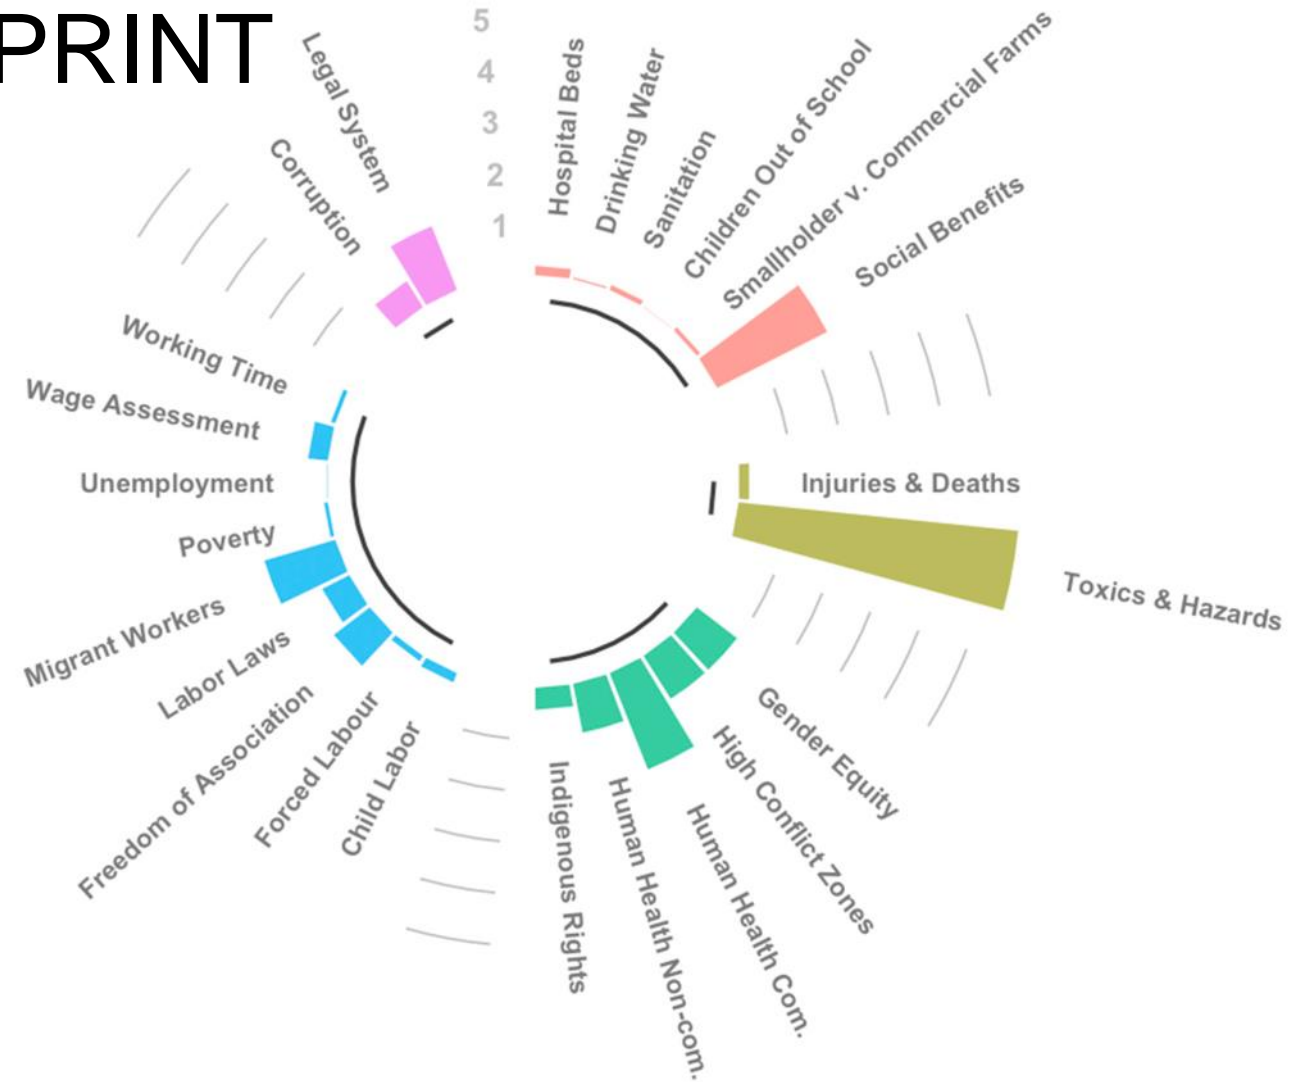 PRINT
5
4
3
2
1
Hospital Beds
Drinking Water
Sanitation
Children Out of School
Smallholder v. Commercial Farms
Social Benefits
Injuries & Deaths
Toxics & Hazards
Gender Equity
High Conflict Zones
Human Health Com.
Human Health Non-com.
Indigenous Rights
Child Labor
Forced Labour
Freedom of Association
Labor Laws
Migrant Workers
Poverty
Unemployment
Wage Assessment
Working Time
Corruption
Legal System